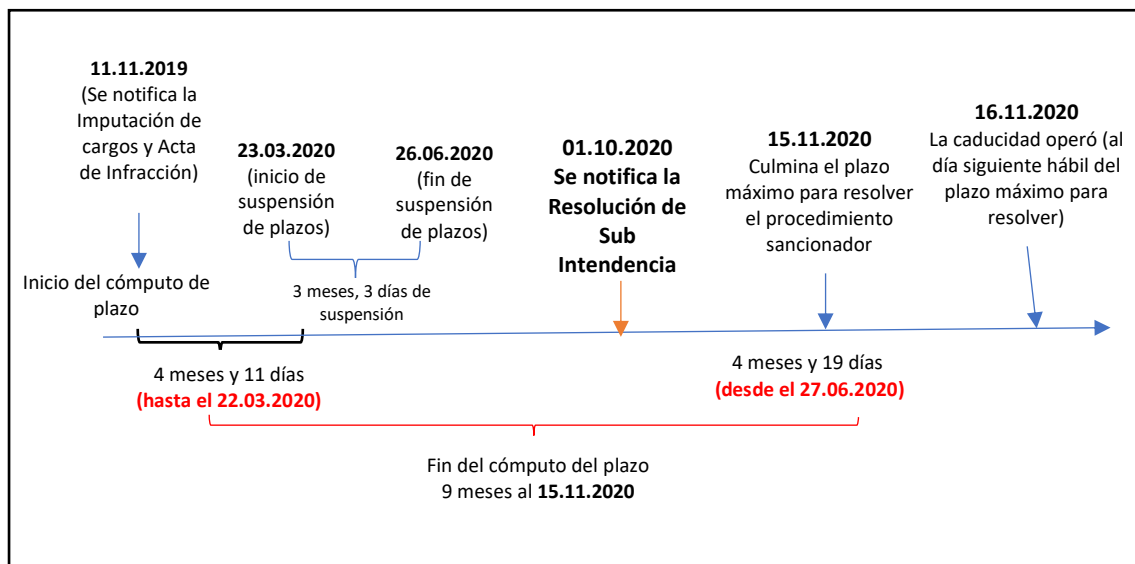 11.11.2019
(Se notifica la
Imputación de
cargos y Acta
de Infracción)
Inicio del cómputo de
plazo
23.03.2020
(inicio de
suspensión
de plazos)
26.06.2020
(fin de
suspensión
de plazos)
3 meses, 3 días de
suspensión
01.10.2020
Se notifica la
Resolución de
Sub
Intendencia
15.11.2020
Culmina el plazo
máximo para resolver
el procedimiento
sancionador
16.11.2020
La caducidad operó (al
día siguiente hábil del
plazo máximo para
resolver)
4 meses y 11 días
(hasta el 22.03.2020)
4 meses y 19 días
(desde el 27.06.2020)
Fin del cómputo del plazo
9 meses al 15.11.2020